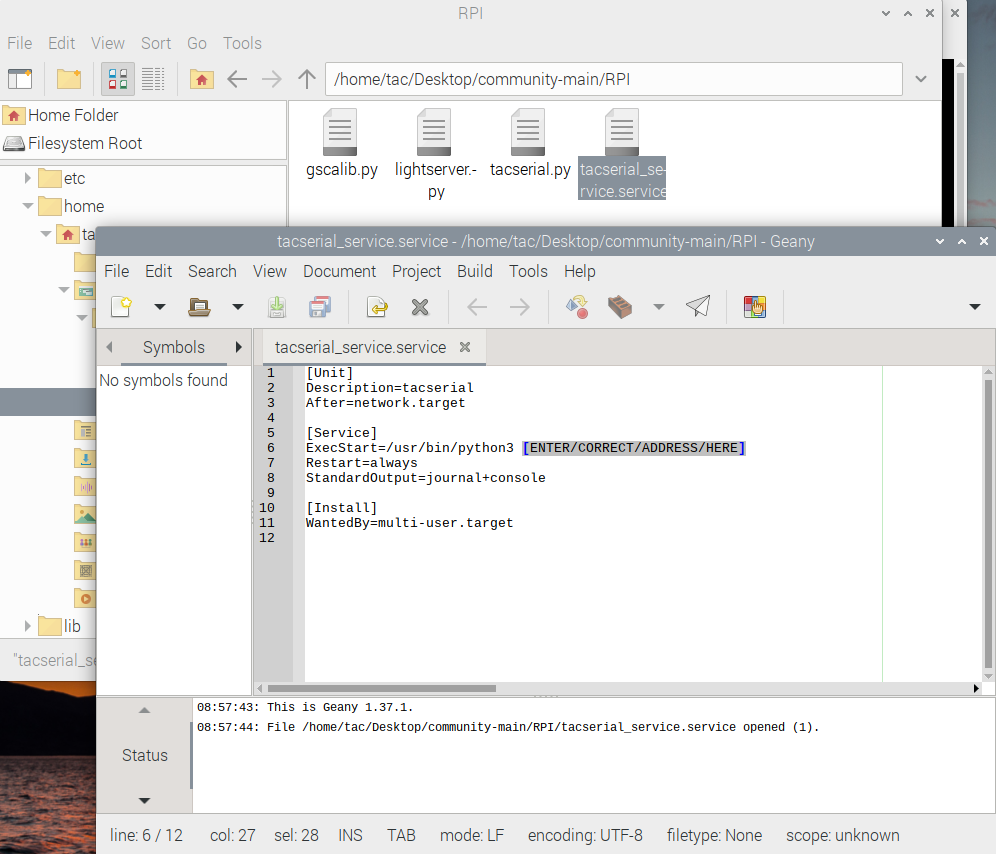 RPI
File Edit View Sort Go Tools
/home/tac/Desktop/community-main/RPI
Home Folder
Filesystem Root
etc
home
ta
lib
gscalib.py
lightserver.-
py
tacserial.py
tacserial_se-
rvice.service
"tacserial_se
tacserial_service.service - /home/tac/Desktop/community-main/RPI - Geany
File Edit Search View Document Project Build Tools Help
Symbols
No symbols found
tacserial_service.service
1 [Unit]
2 Description=tacserial
3 After=network.target
4
5 [Service]
6 ExecStart=/usr/bin/python3 [ENTER/CORRECT/ADDRESS/HERE]
7 Restart=always
8 StandardOutput=journal+console
9
10 [Install]
11 WantedBy=multi-user.target
12
Status
08:57:43: This is Geany 1.37.1.
08:57:44: File /home/tac/Desktop/community-main/RPI/tacserial_service.service opened (1).
line: 6 / 12 col: 27 sel: 28 INS TAB mode: LF encoding: UTF-8 filetype: None scope: unknown